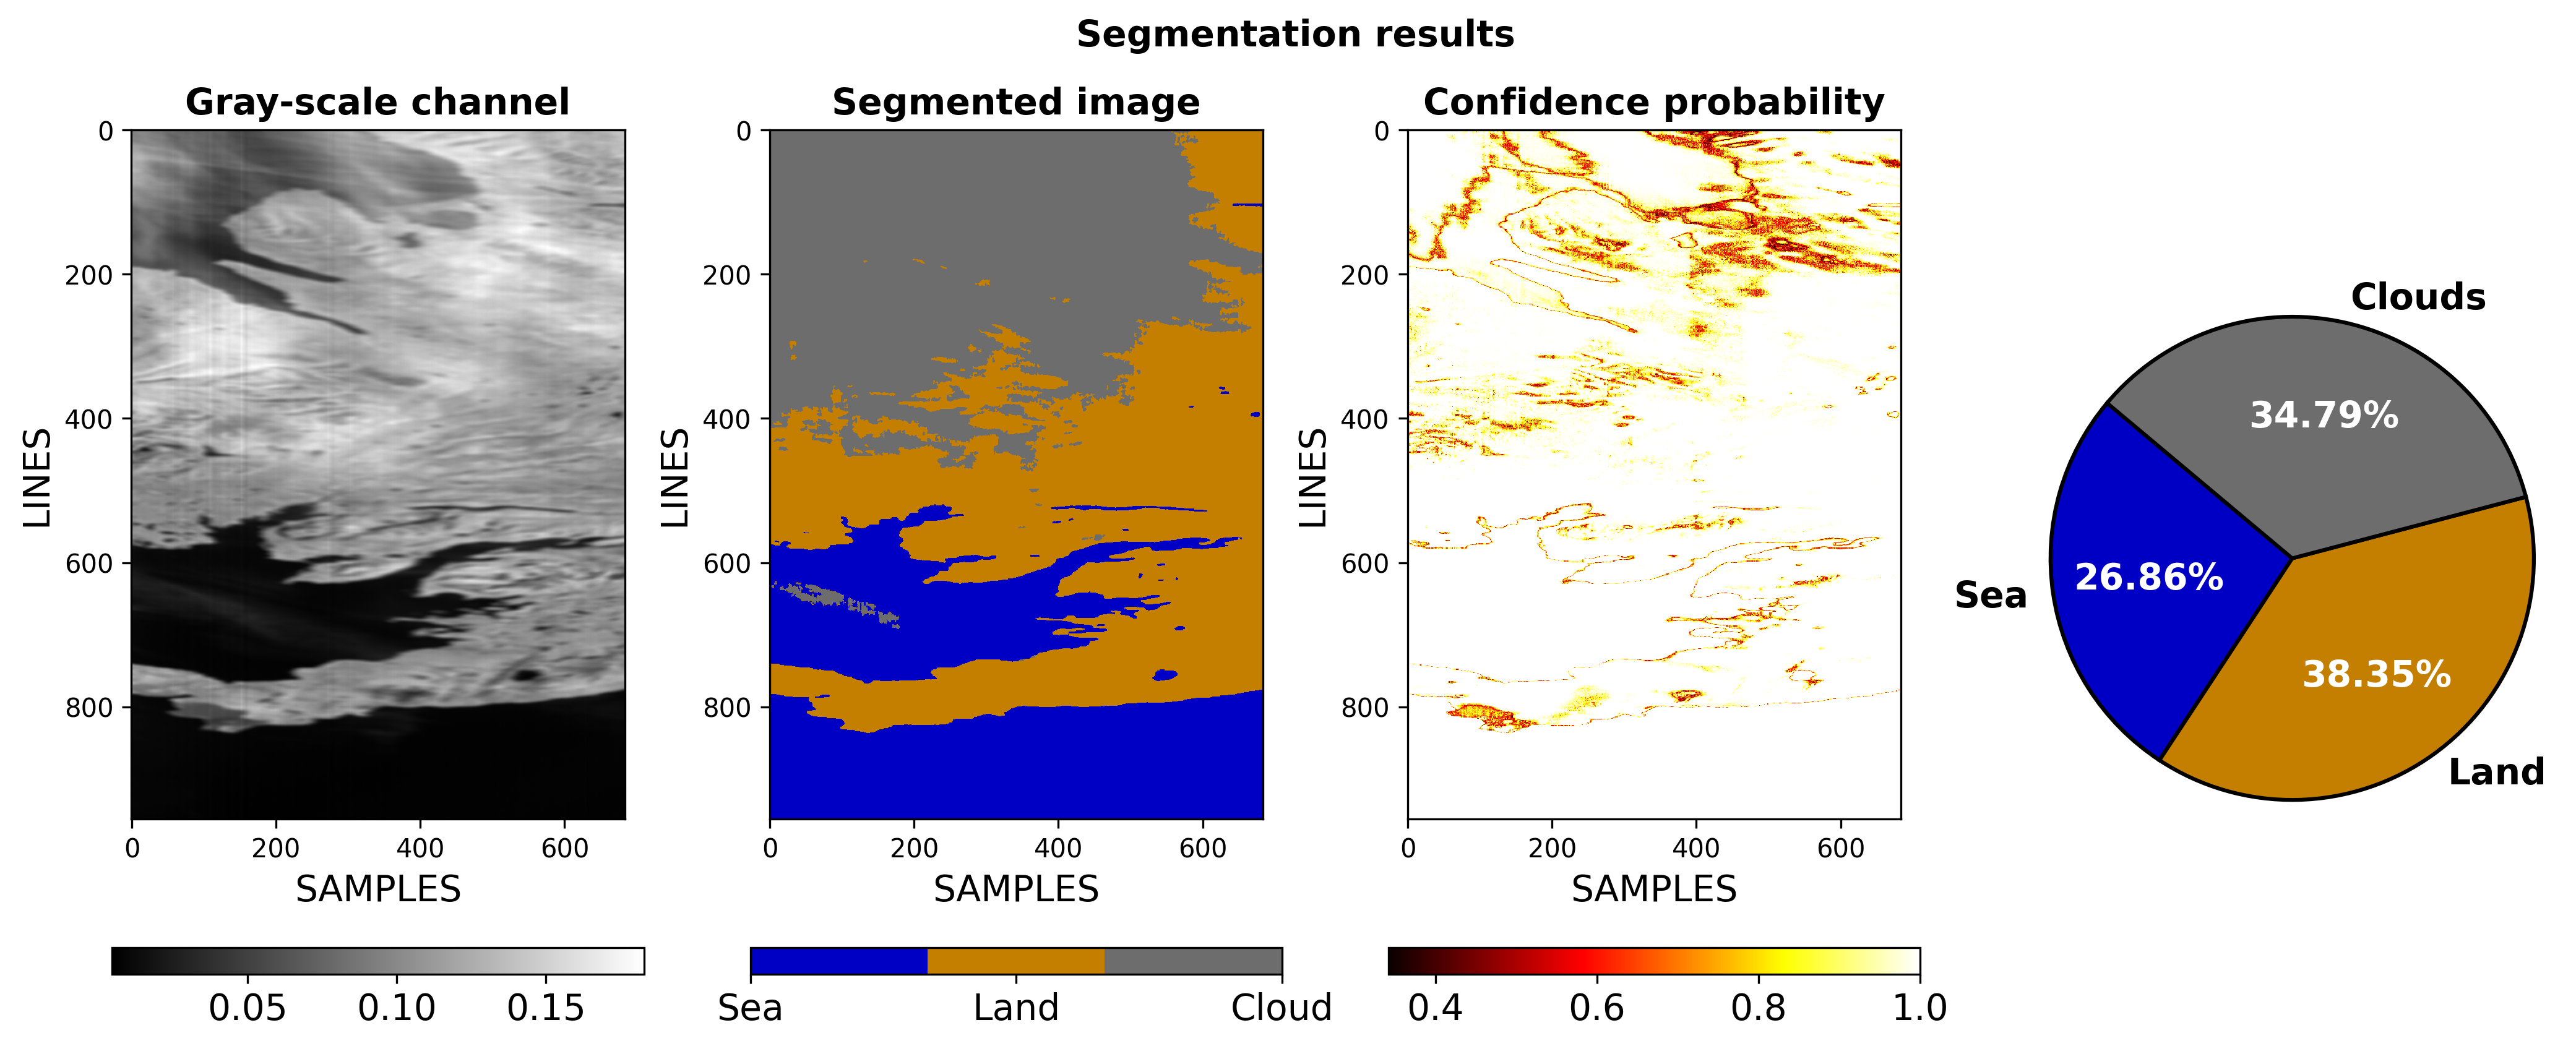 Segmentation results
Gray-scale channel
0
200
400
600
800
LINES
0 200 400 600
SAMPLES
0.05 0.10 0.15
Segmented image
0
200
400
600
800
LINES
0 200 400 600
SAMPLES
Sea Land Cloud
Confidence probability
0
200
400
600
800
LINES
0 200 400 600
SAMPLES
0.4 0.6 0.8 1.0
Clouds
34.79%
Sea
26.86%
38.35%
Land